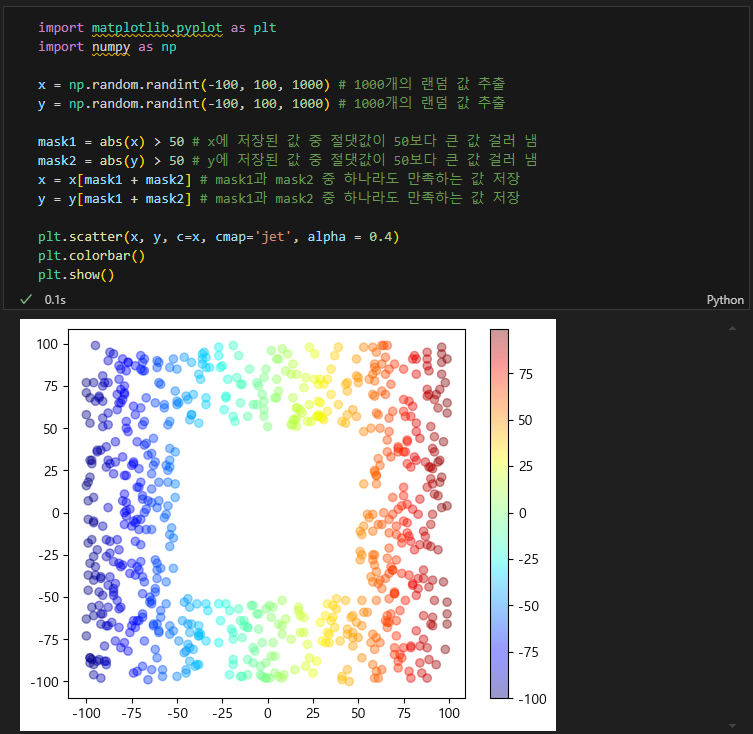 import matplotlib.pyplot as plt
import numpy as np
x = np.random.randint(-100, 100, 1000) # 1000개의 랜덤 값 추출
y = np.random.randint(-100, 100, 1000) # 1000개의 랜덤 값 추출
mask1 = abs(x) > 50 # x에 저장된 값 중 절댓값이 50보다 큰 값 걸러 냄
mask2 = abs(y) > 50 # y에 저장된 값 중 절댓값이 50보다 큰 값 걸러 냄
x = x[mask1 + mask2] # mask1과 mask2 중 하나라도 만족하는 값 저장
y = y[mask1 + mask2] # mask1과 mask2 중 하나라도 만족하는 값 저장
plt.scatter(x, y, c=x, cmap='jet', alpha = 0.4)
plt.colorbar()
plt.show()
0.1s
Python
100
75
50
25
0
-25
-50
-75
-100
-100 -75 -50 -25 0 25 50 75 100
75
50
25
0
-25
-50
-75
-100